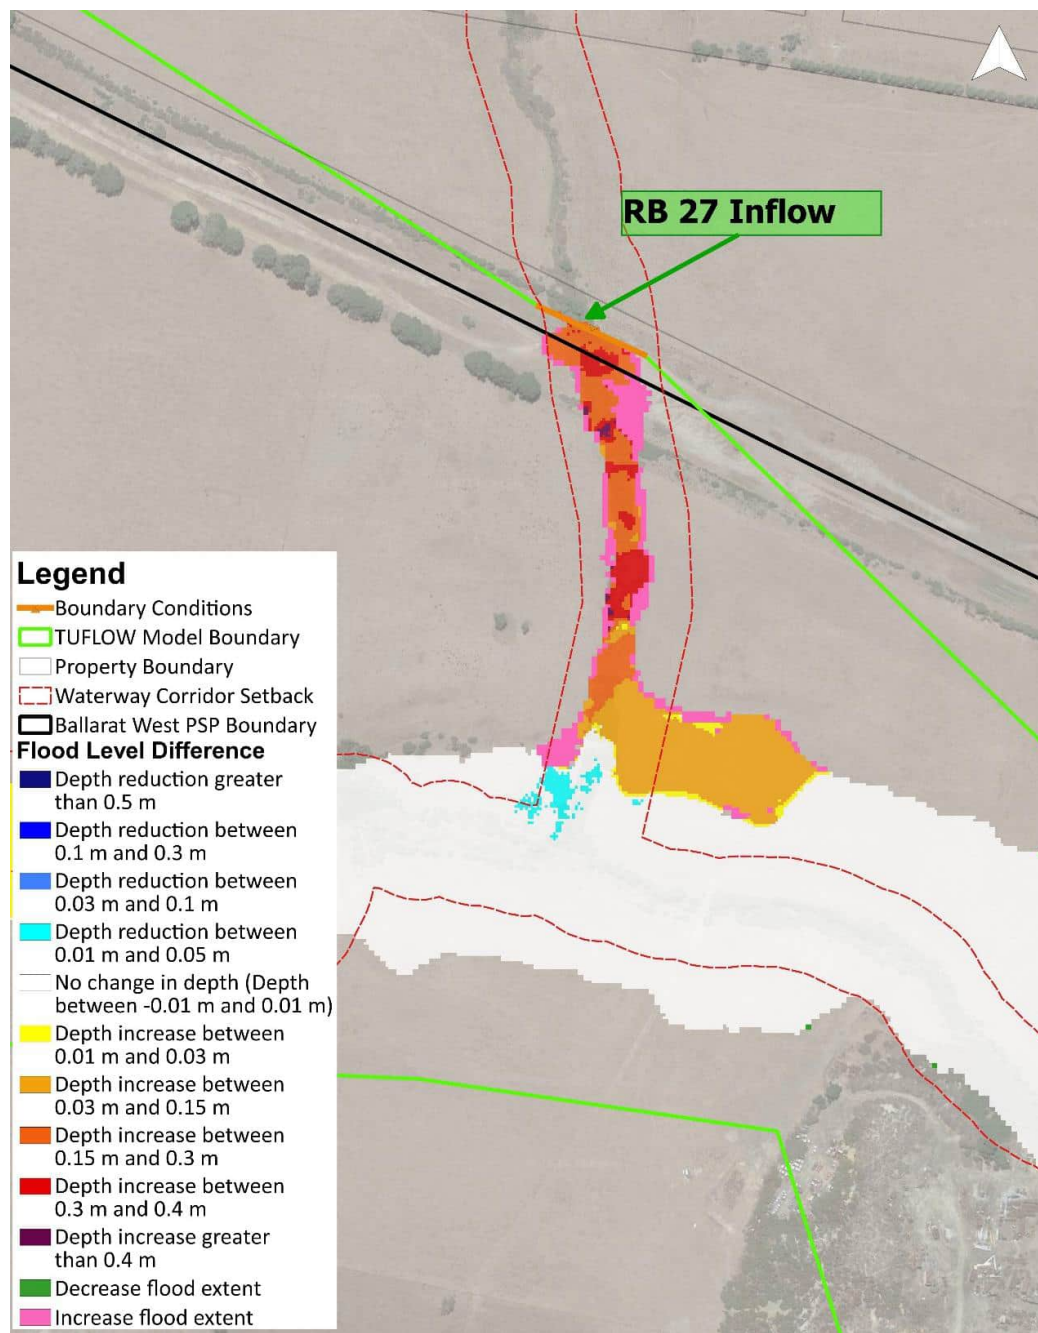 RB 27 Inflow
Legend
Boundary Conditions
TUFLOW Model Boundary
Property Boundary
Waterway Corridor Setback
Ballarat West PSP Boundary
Flood Level Difference
Depth reduction greater
than 0.5 m
Depth reduction between
0.1 m and 0.3 m
Depth reduction between
0.03 m and 0.1 m
Depth reduction between
0.01 m and 0.05 m
No change in depth (Depth
between -0.01 m and 0.01 m)
Depth increase between
0.01 m and 0.03 m
Depth increase between
0.03 m and 0.15 m
Depth increase between
0.15 m and 0.3 m
Depth increase between
0.3 m and 0.4 m
Depth increase greater
than 0.4 m
Decrease flood extent
Increase flood extent